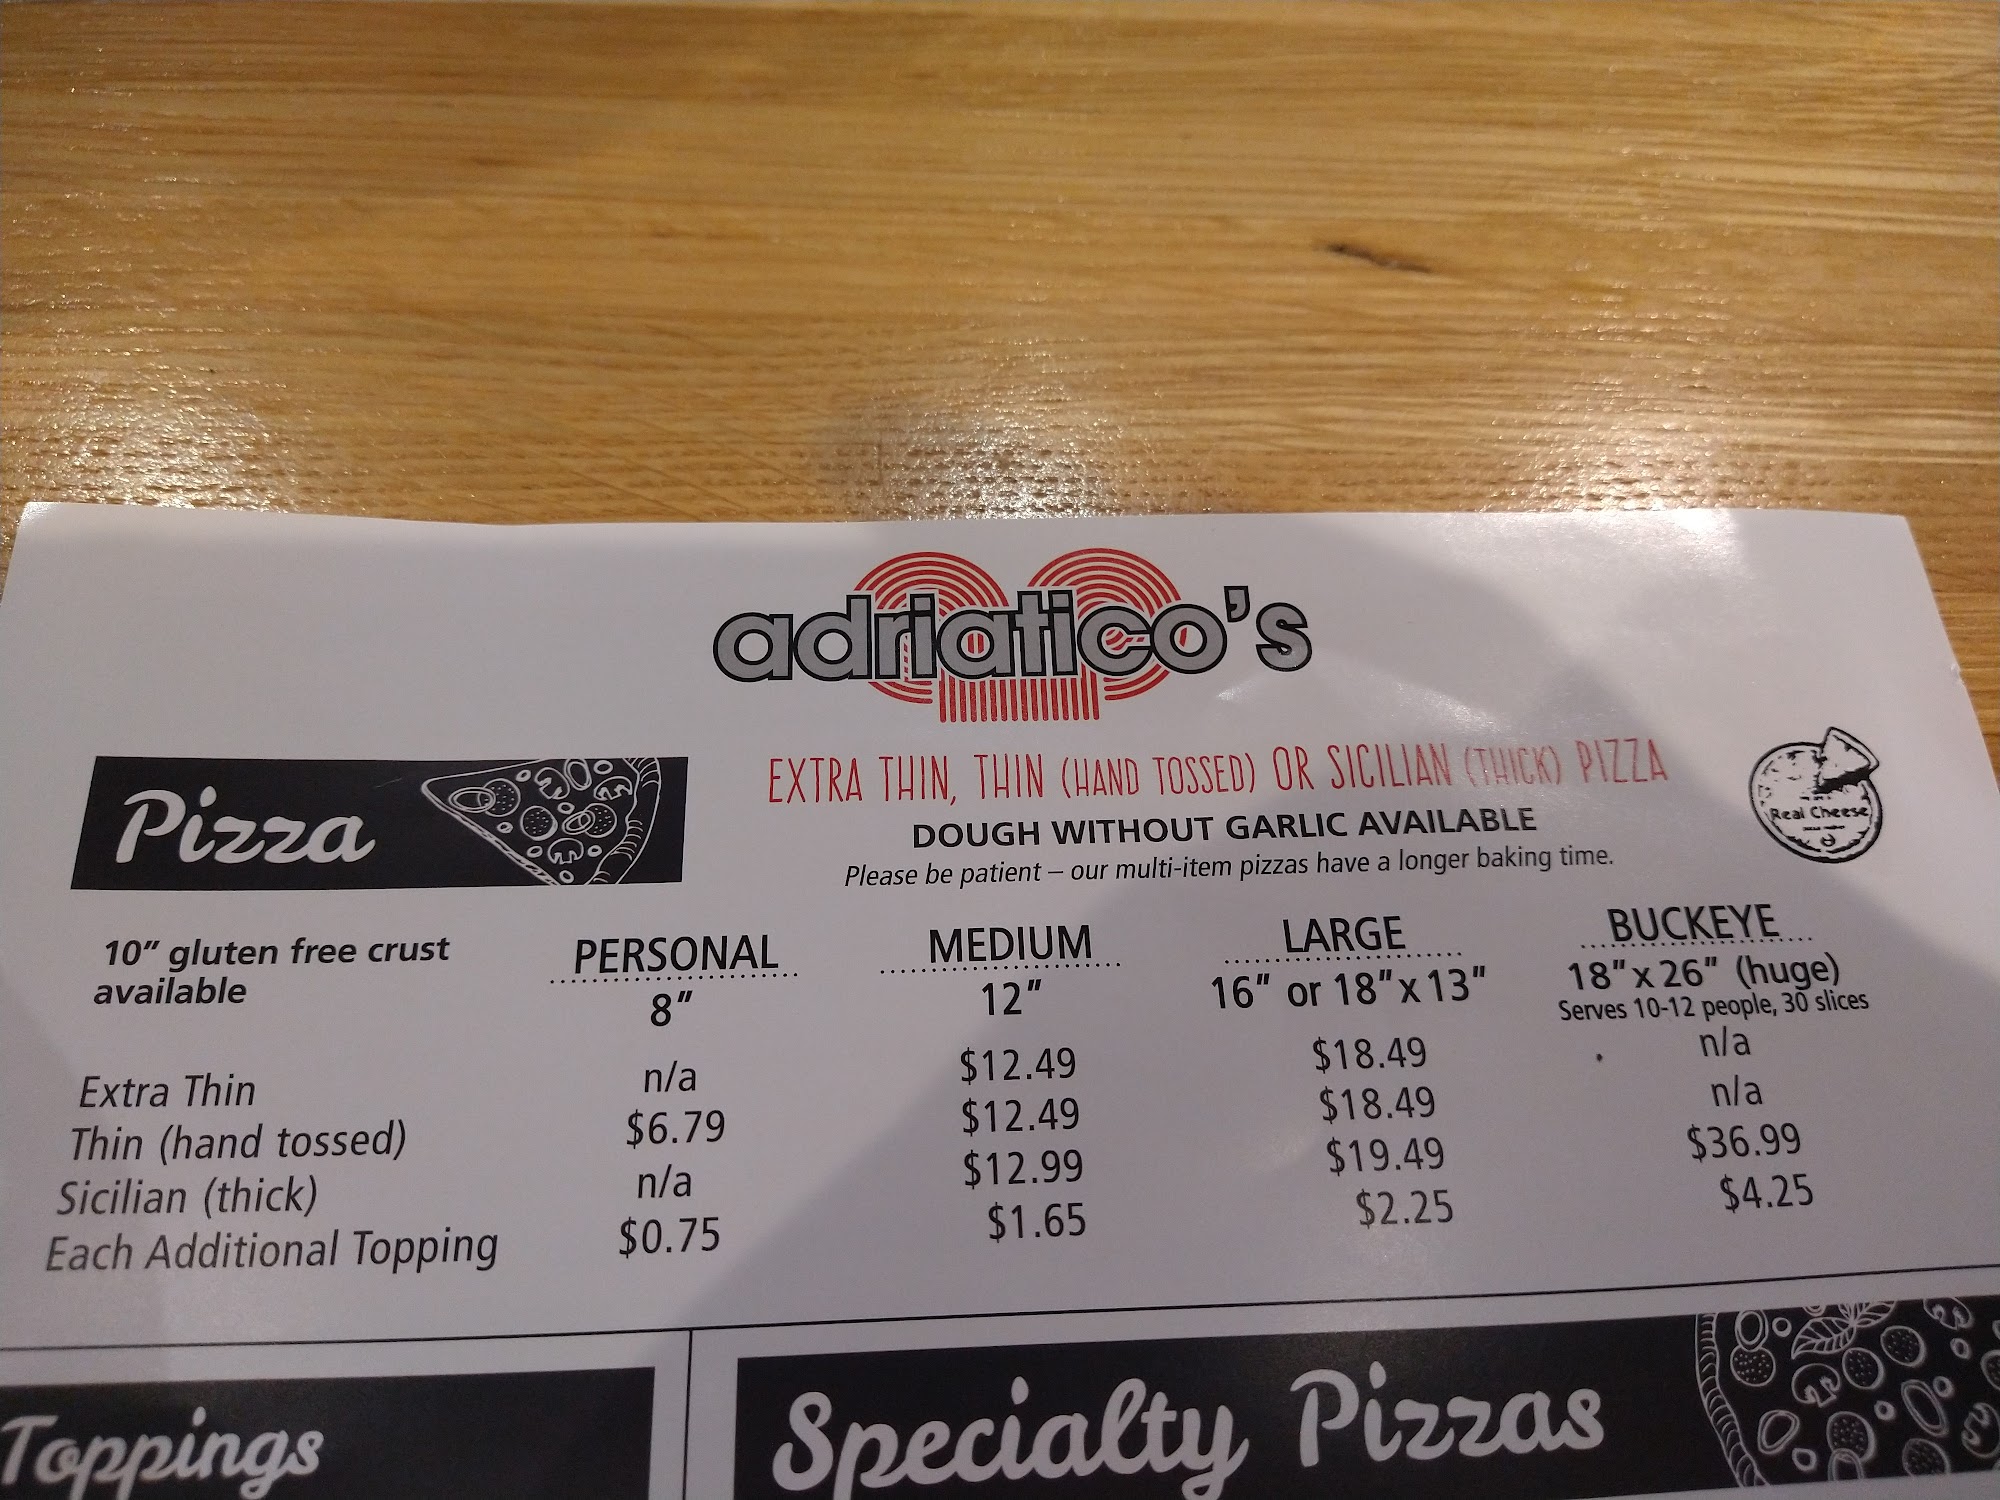 adriatico's
Pizza
EXTRA THIN, THIN (HAND TOSSED) OR SICILIAN (THICK) PIZZA
DOUGH WITHOUT GARLIC AVAILABLE
Please be patient – our multi-item pizzas have a longer baking time.
Real Cheese
10" gluten free crust
available
PERSONAL MEDIUM LARGE BUCKEYE
8" 12" 16" or 18"x13" 18"x26" (huge)
Serves 10-12 people, 30 slices
Extra Thin n/a $12.49 $18.49 n/a
Thin (hand tossed) $6.79 $12.49 $18.49 n/a
Sicilian (thick) n/a $12.99 $19.49 $36.99
Each Additional Topping $0.75 $1.65 $2.25 $4.25
Toppings
Specialty Pizzas